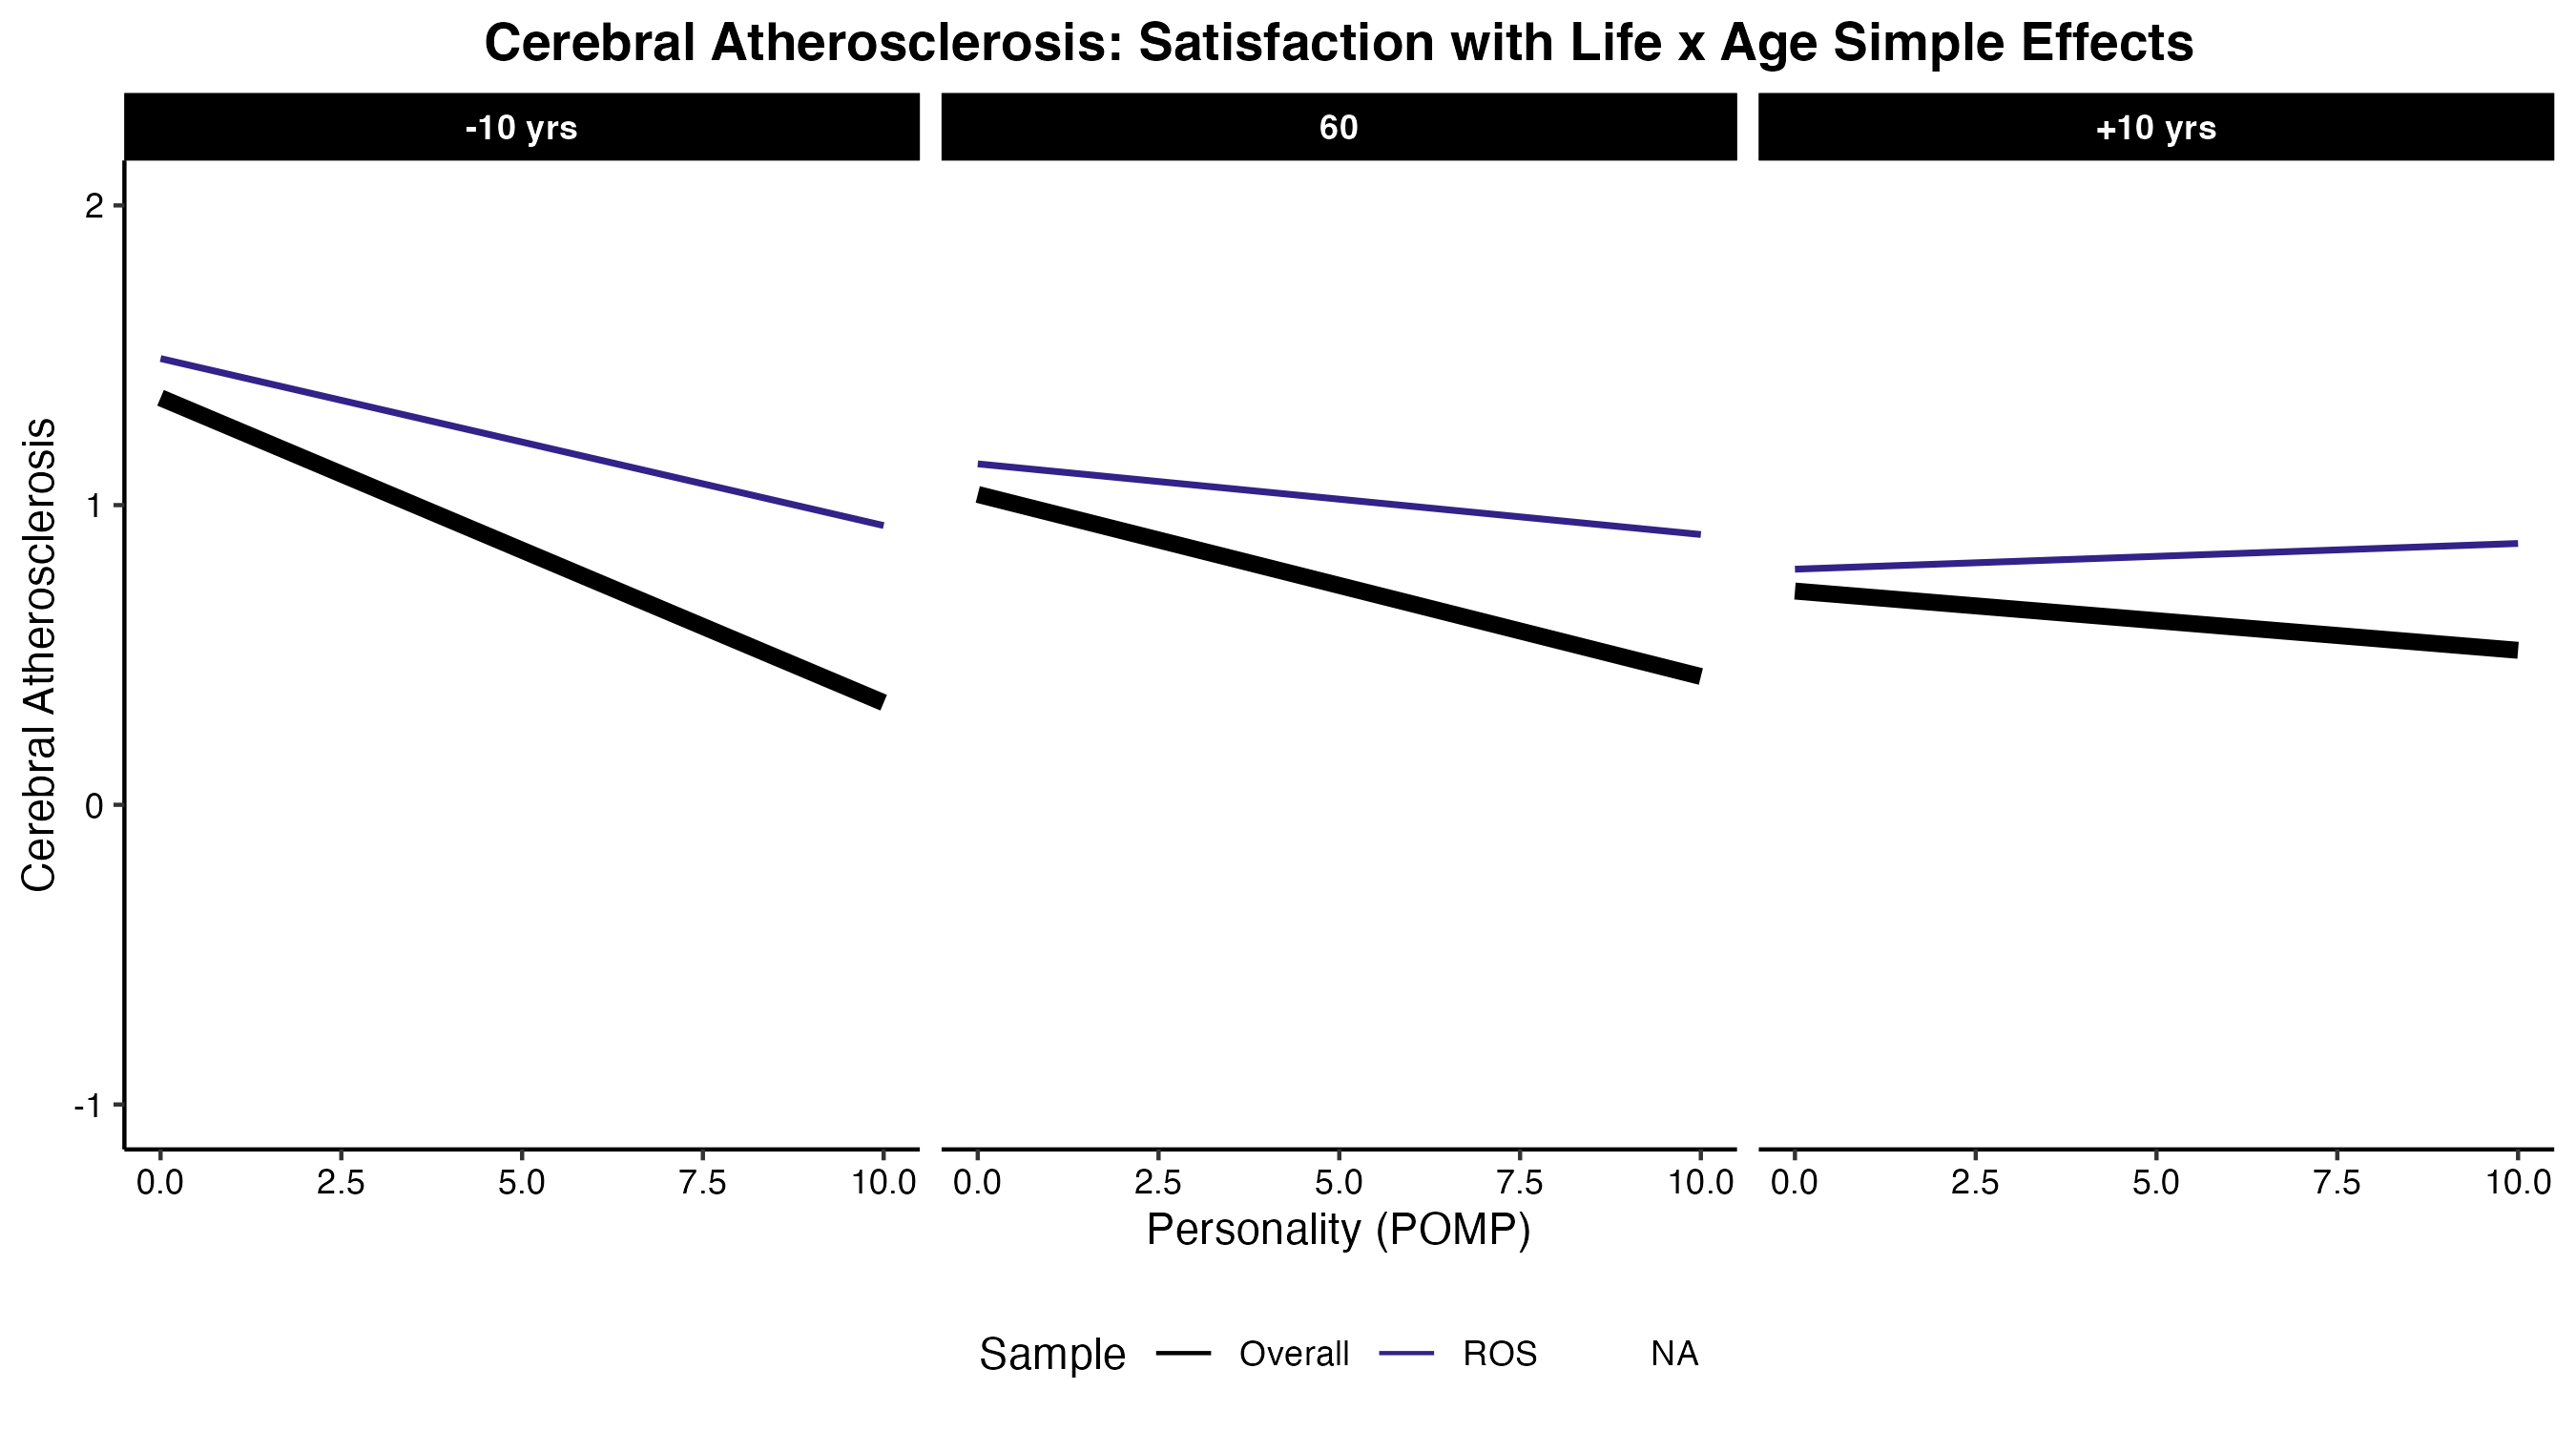 Cerebral Atherosclerosis: Satisfaction with Life x Age Simple Effects
-10 yrs
60
+10 yrs
Cerebral Atherosclerosis
2
1
0
-1
0.0 2.5 5.0 7.5 10.0
0.0 2.5 5.0 7.5 10.0
0.0 2.5 5.0 7.5 10.0
Personality (POMP)
Sample Overall ROS NA